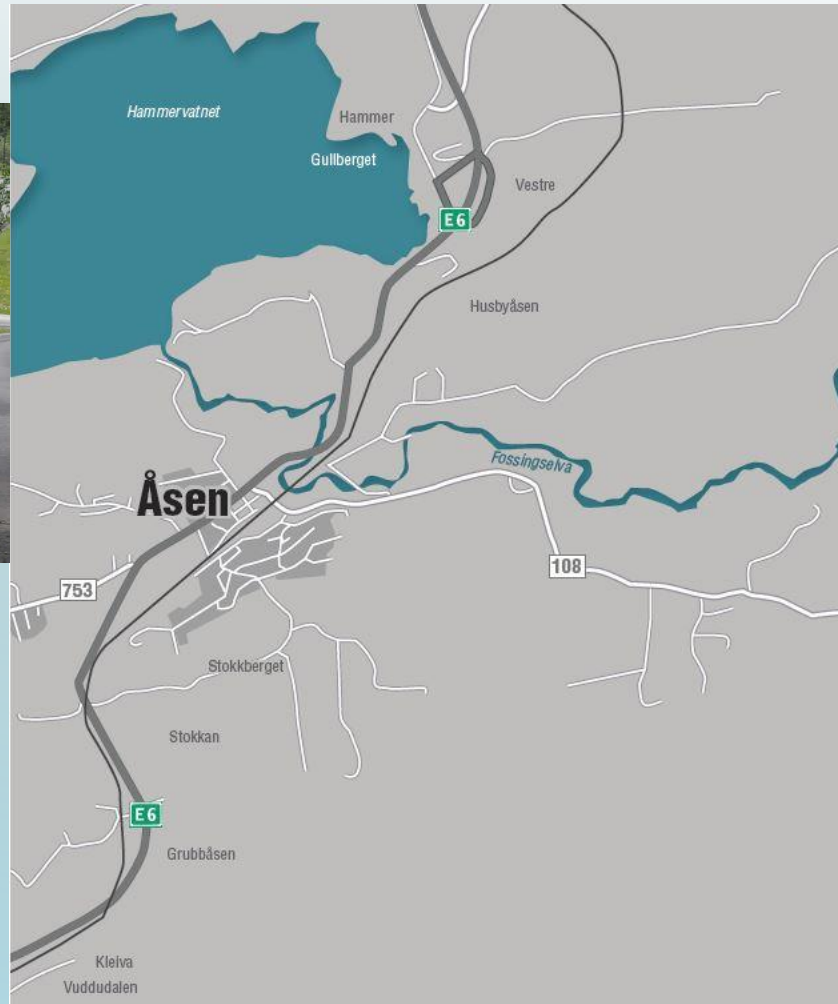 Hammervatnet
Hammer
Gullberget
Vestre
E6
Husbyåsen
Fossingselva
Åsen
108
753
Stokkberget
Stokkan
E6
Grubbåsen
Kleiva
Vuddudalen